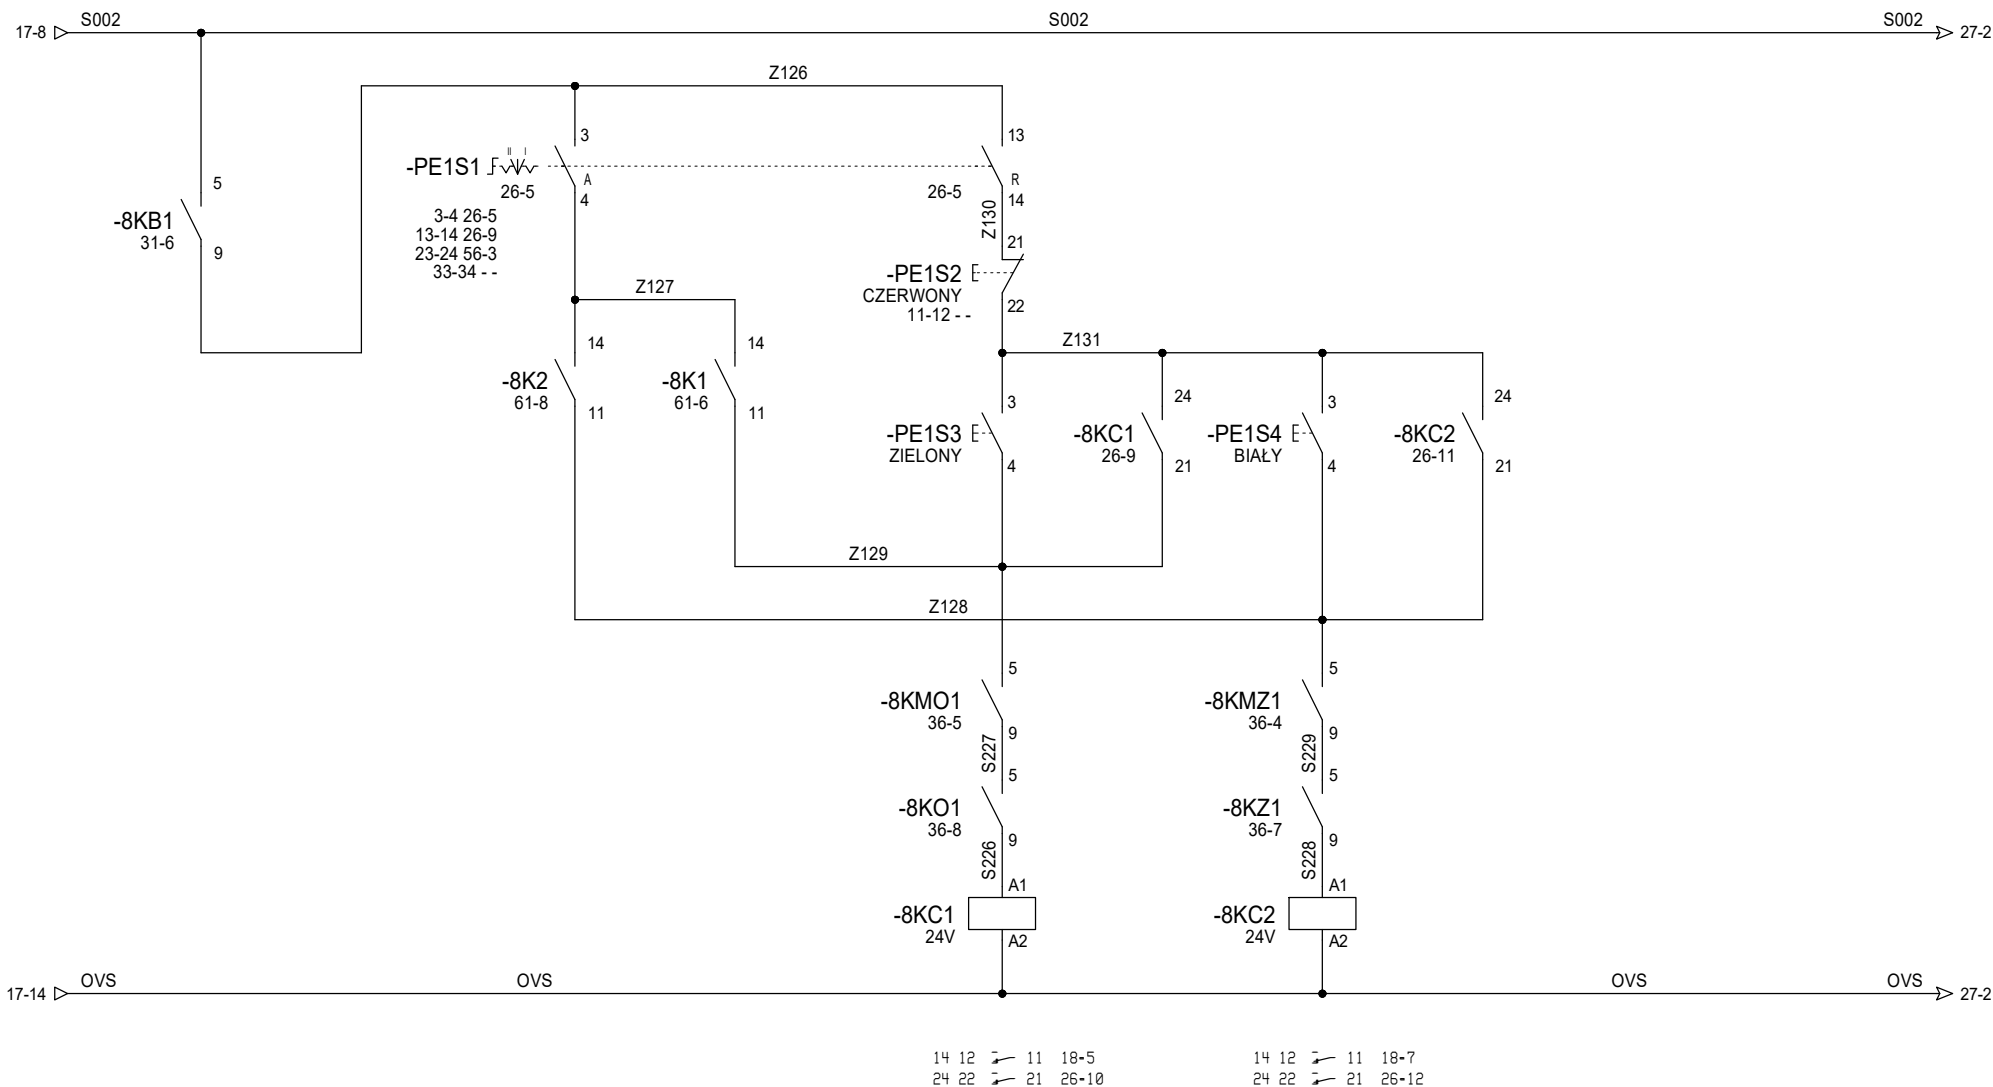 S002 S002 S002
17-8 27-2
Z126
3 13
-PE1S1 II I A R
26-5 26-5
4 14
3-4 26-5
13-14 26-9
23-24 56-3
33-34 - -
5
-8KB1
31-6
9
Z130
21
-PE1S2
CZERWONY
11-12 - -
22
Z127
14 14
-8K2 -8K1
61-8 61-6
11 11
Z131
3 24 3 24
-PE1S3 -8KC1 -PE1S4 -8KC2
ZIELONY 26-9 BIAŁY 26-11
4 21 4 21
Z129
Z128
5 5
-8KMO1 -8KMZ1
36-5 36-4
9 9
S227 S229
5 5
-8KO1 -8KZ1
36-8 36-7
9 9
S226 S228
A1 A1
-8KC1 -8KC2
24V 24V
A2 A2
OVS OVS OVS OVS
17-14 27-2
14 12 11 18-5 14 12 11 18-7
24 22 21 26-10 24 22 21 26-12